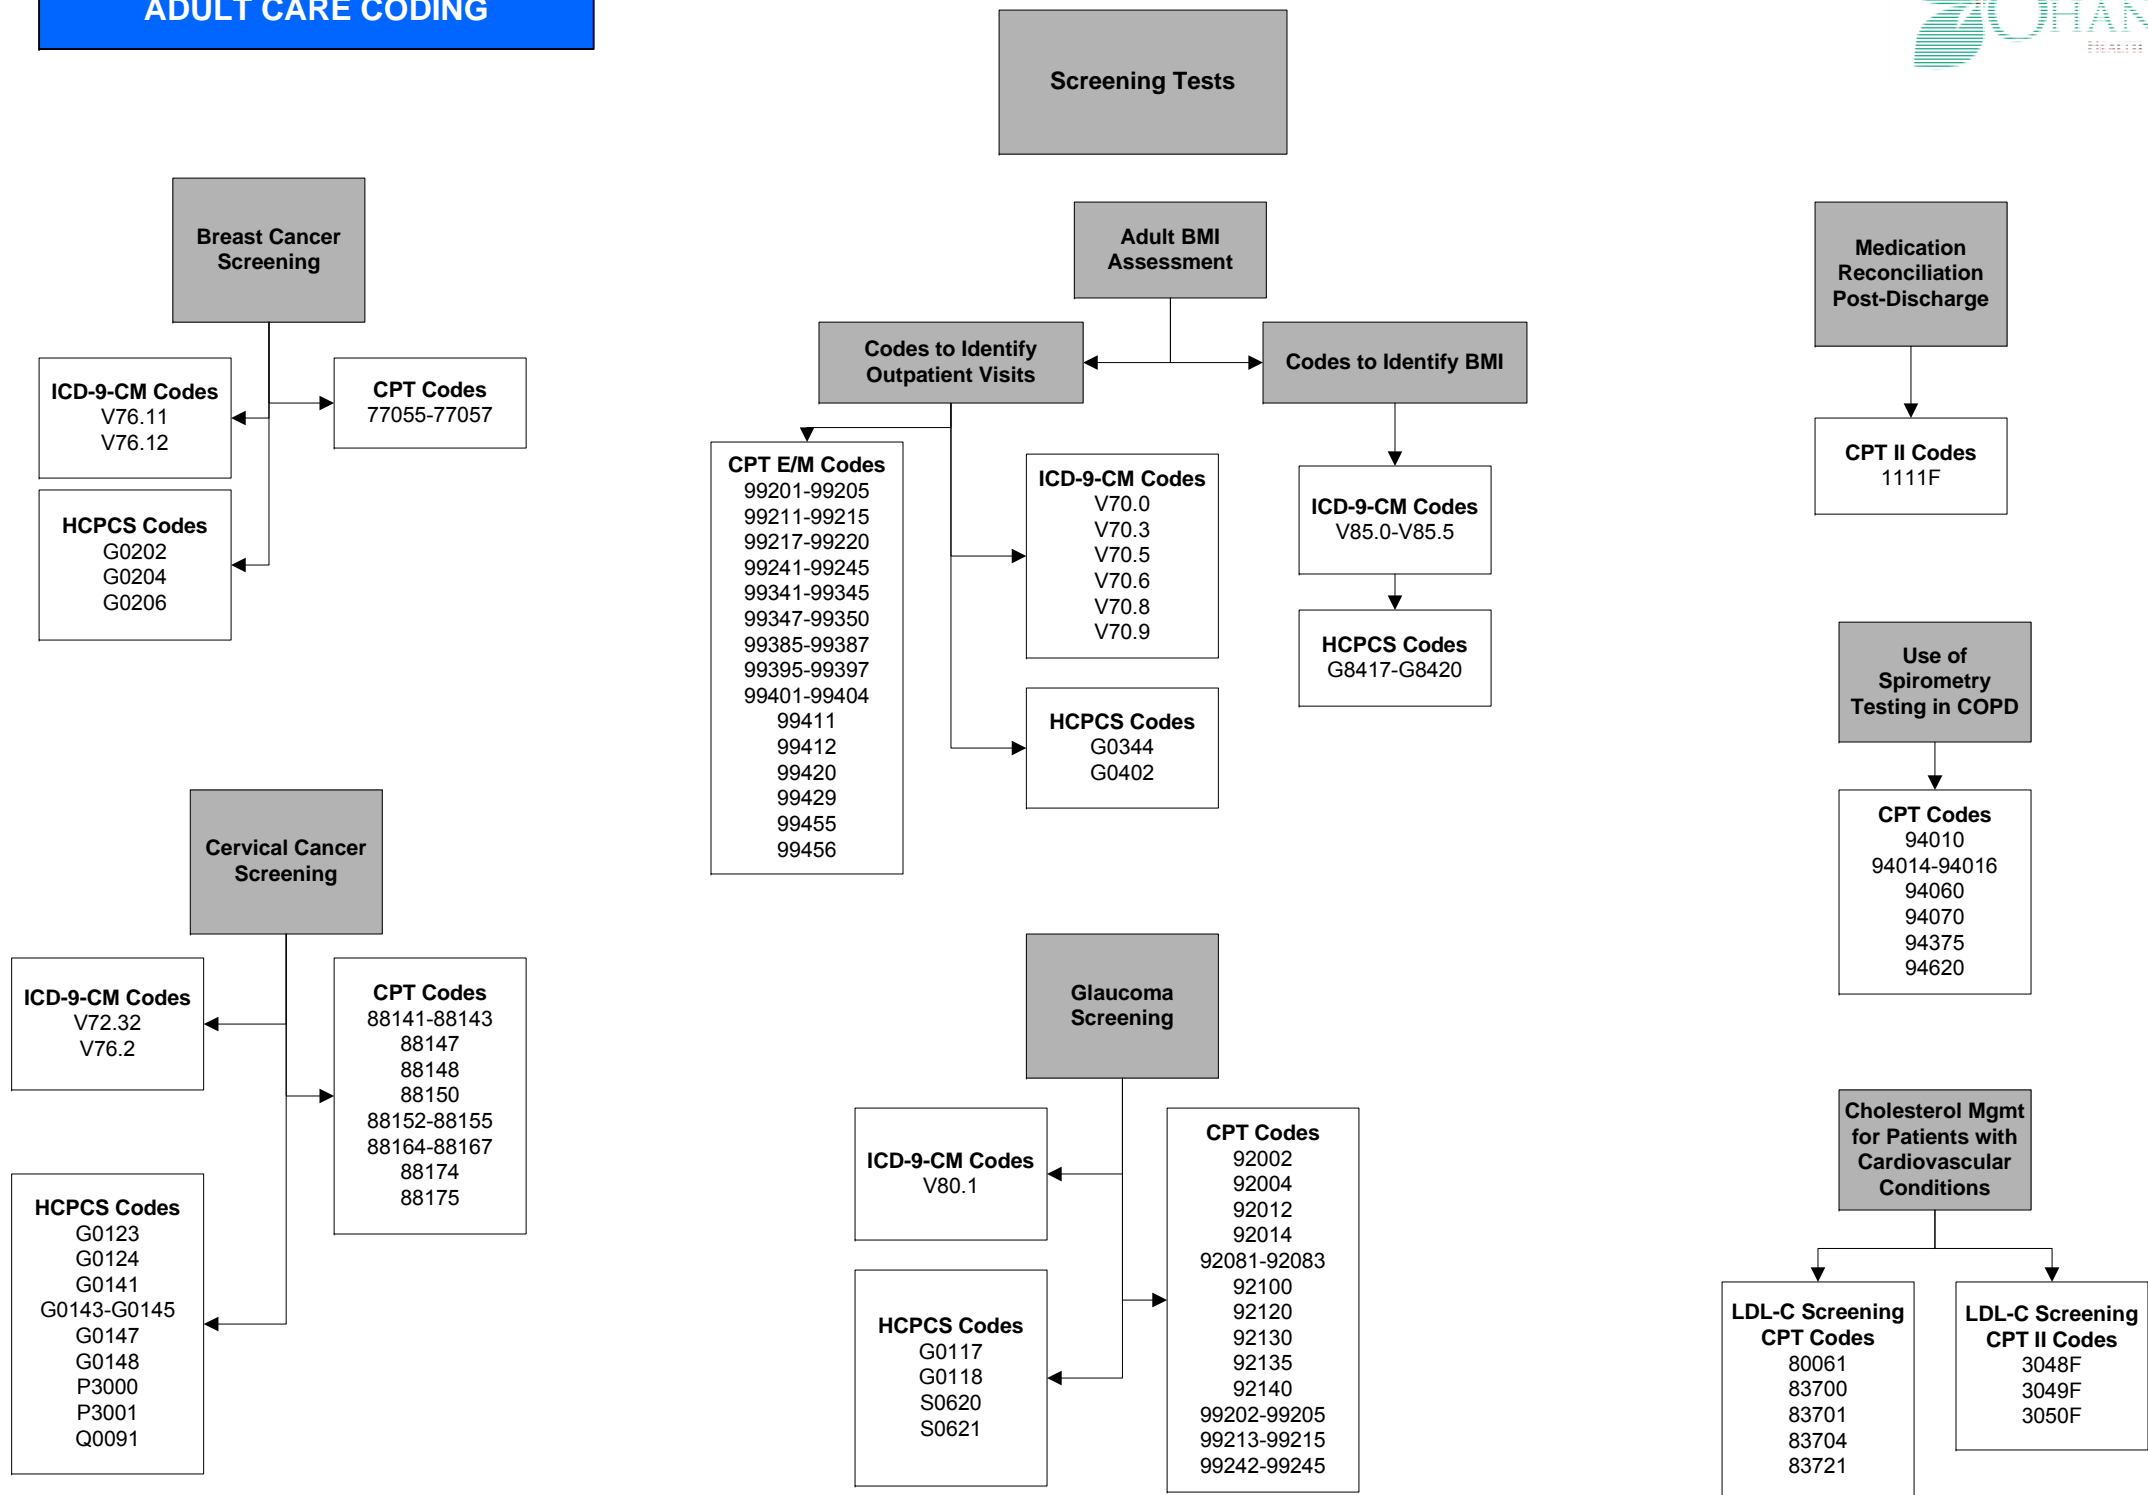 ADULT CARE CODING
Screening Tests
Breast Cancer
Screening
ICD-9-CM Codes
V76.11
V76.12
CPT Codes
77055-77057
HCPCS Codes
G0202
G0204
G0206
Cervical Cancer
Screening
ICD-9-CM Codes
V72.32
V76.2
CPT Codes
88141-88143
88147
88148
88150
88152-88155
88164-88167
88174
88175
HCPCS Codes
G0123
G0124
G0141
G0143-G0145
G0147
G0148
P3000
P3001
Q0091
Adult BMI
Assessment
Codes to Identify
Outpatient Visits
Codes to Identify BMI
CPT E/M Codes
99201-99205
99211-99215
99217-99220
99241-99245
99341-99345
99347-99350
99385-99387
99395-99397
99401-99404
99411
99412
99420
99429
99455
99456
ICD-9-CM Codes
V70.0
V70.3
V70.5
V70.6
V70.8
V70.9
HCPCS Codes
G0344
G0402
ICD-9-CM Codes
V85.0-V85.5
HCPCS Codes
G8417-G8420
Glaucoma
Screening
ICD-9-CM Codes
V80.1
HCPCS Codes
G0117
G0118
S0620
S0621
CPT Codes
92002
92004
92012
92014
92081-92083
92100
92120
92130
92135
92140
99202-99205
99213-99215
99242-99245
Medication
Reconciliation
Post-Discharge
CPT II Codes
1111F
Use of
Spirometry
Testing in COPD
CPT Codes
94010
94014-94016
94060
94070
94375
94620
Cholesterol Mgmt
for Patients with
Cardiovascular
Conditions
LDL-C Screening
CPT Codes
80061
83700
83701
83704
83721
LDL-C Screening
CPT II Codes
3048F
3049F
3050F